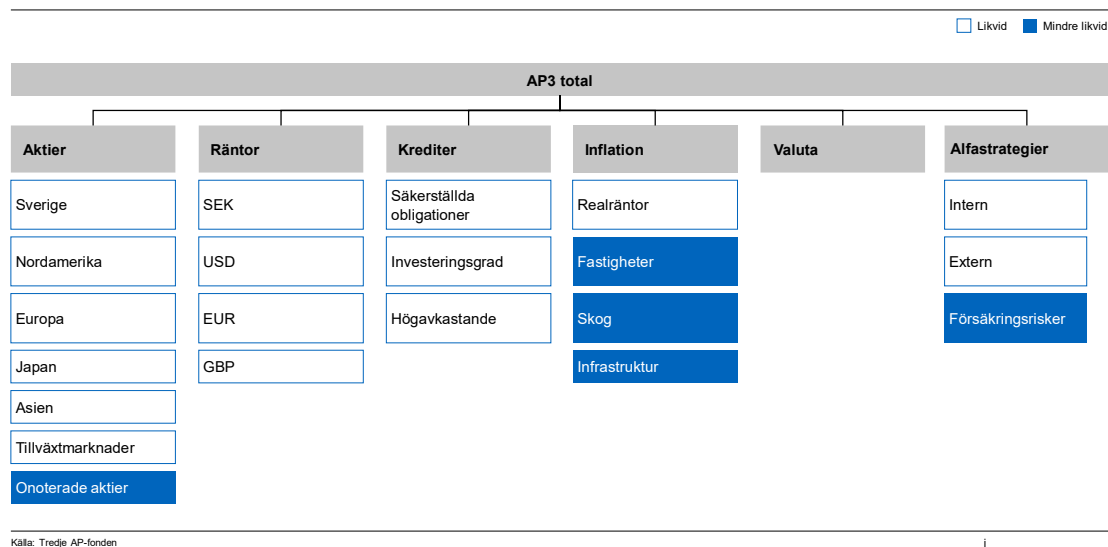 Likvid
Mindre likvid
AP3 total
Aktier
Räntor
Krediter
Inflation
Valuta
Alfastrategier
Sverige
Nordamerika
Europa
Japan
Asien
Tillväxtmarknader
Onoterade aktier
SEK
USD
EUR
GBP
Säkerställda
obligationer
Investeringsgrad
Högavkastande
Realräntor
Fastigheter
Skog
Infrastruktur
Intern
Extern
Försäkringsrisker
Källa: Tredje AP-fonden
i